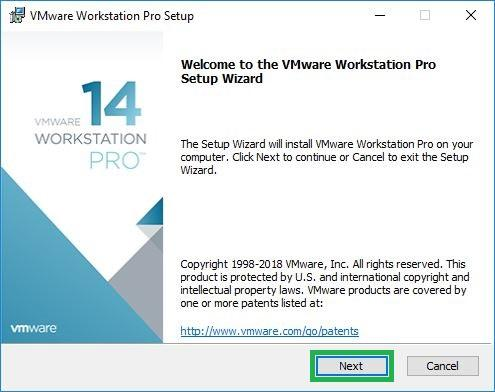 VMware Workstation Pro Setup
Welcome to the VMware Workstation Pro
Setup Wizard
VMWARE 14
WORKSTATION
PRO™
The Setup Wizard will install VMware Workstation Pro on your
computer. Click Next to continue or Cancel to exit the Setup
Wizard.
Copyright 1998-2018 VMware, Inc. All rights reserved. This
product is protected by U.S. and international copyright and
intellectual property laws. VMware products are covered by
one or more patents listed at:
http://www.vmware.com/go/patents
vmware
Next
Cancel